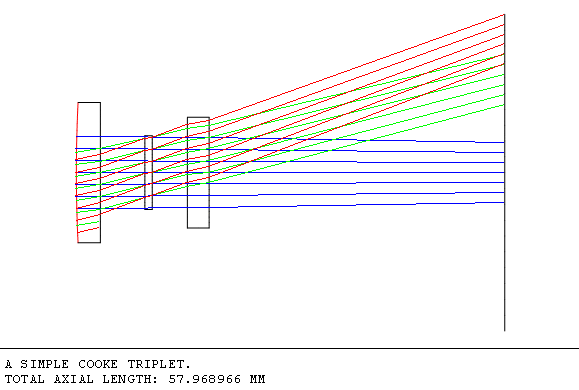 A SIMPLE COOKE TRIPLET.
TOTAL AXIAL LENGTH: 57.968966 MM